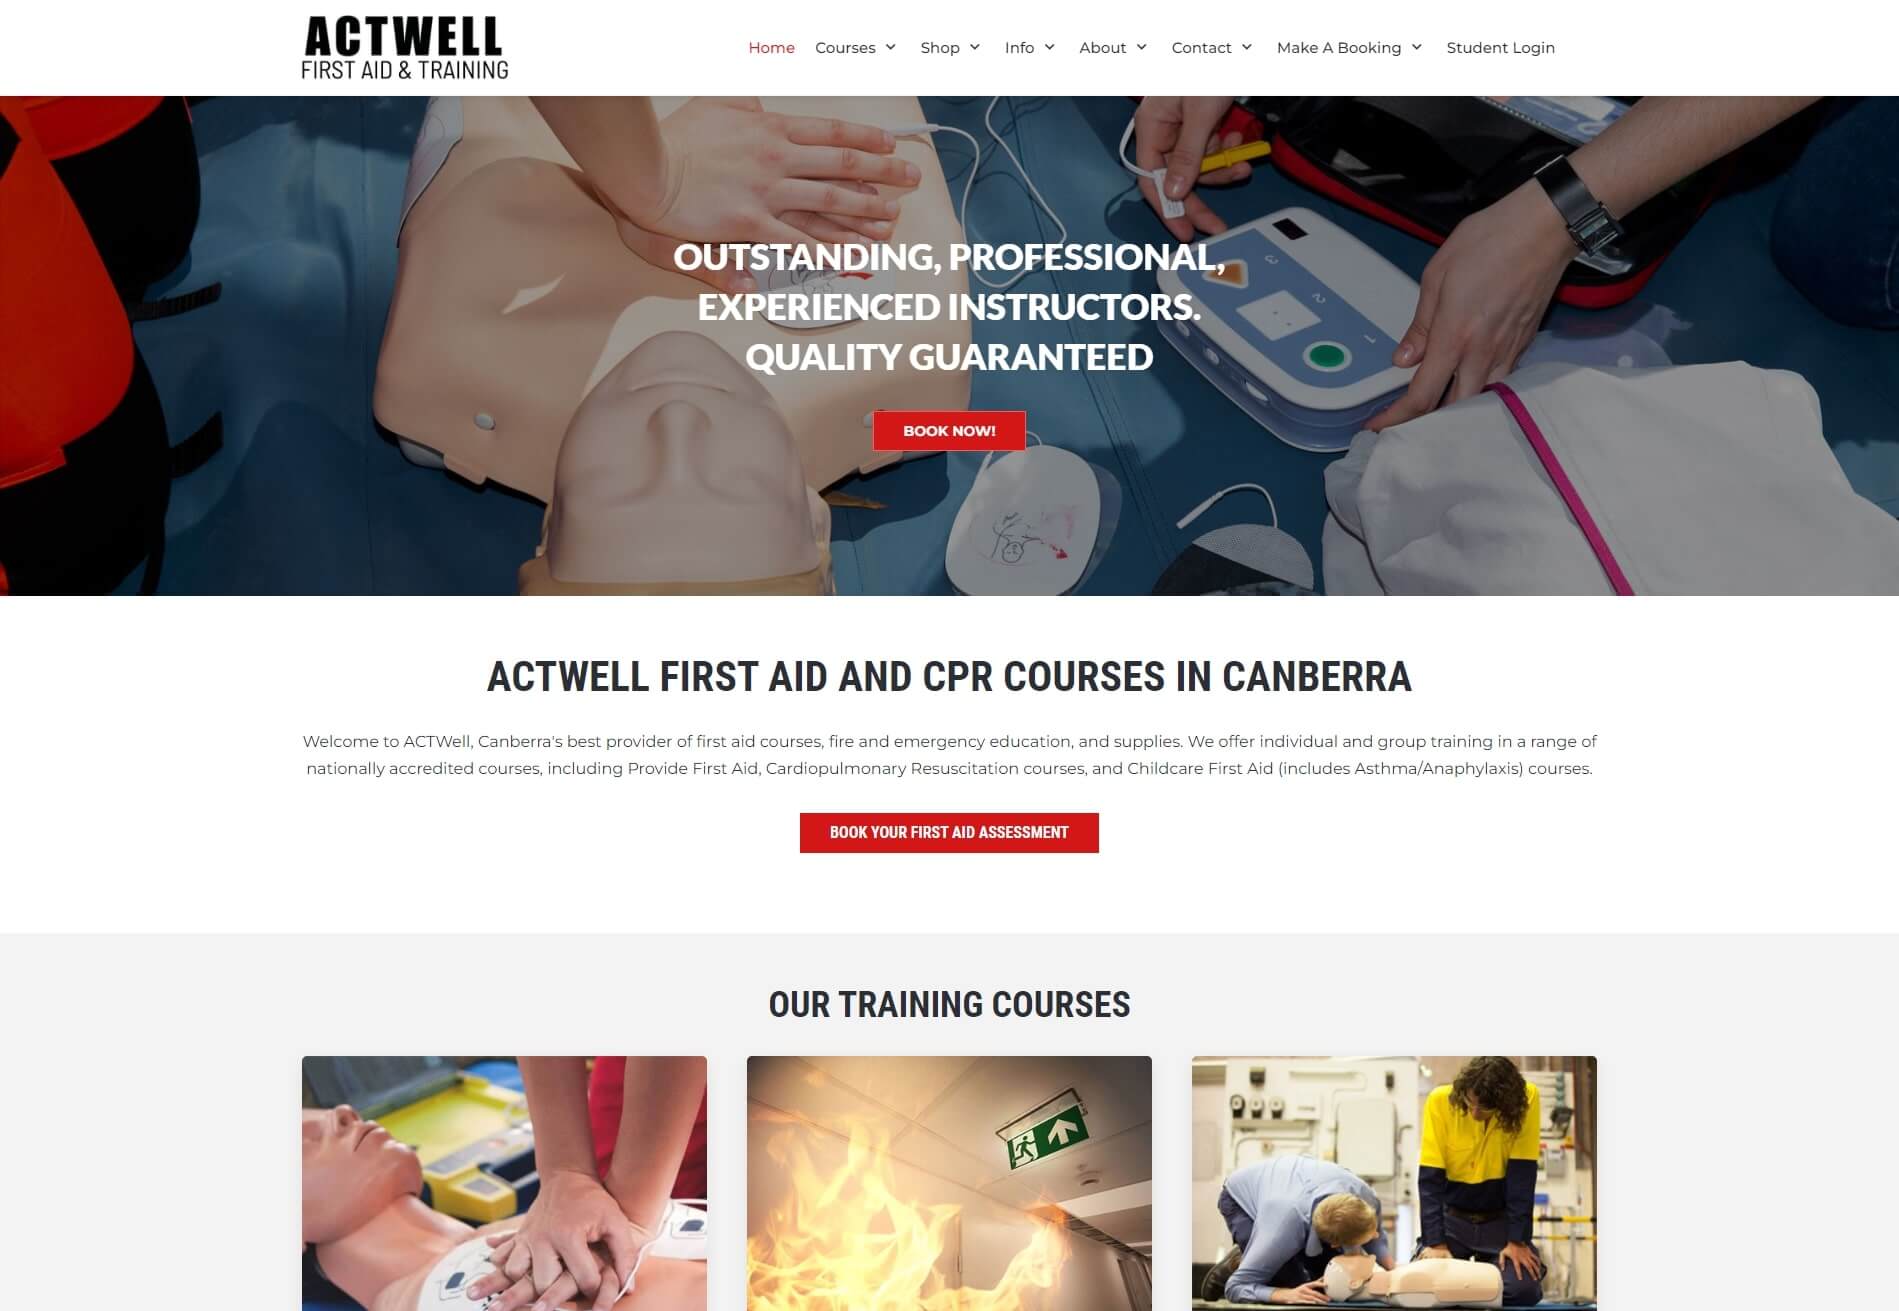 ACTWELL
FIRST AID & TRAINING
Home Courses Shop Info About Contact Make A Booking Student Login
OUTSTANDING, PROFESSIONAL,
EXPERIENCED INSTRUCTORS.
QUALITY GUARANTEED
BOOK NOW!
ACTWELL FIRST AID AND CPR COURSES IN CANBERRA
Welcome to ACTWell, Canberra's best provider of first aid courses, fire and emergency education, and supplies. We offer individual and group training in a range of
nationally accredited courses, including Provide First Aid, Cardiopulmonary Resuscitation courses, and Childcare First Aid (includes Asthma/Anaphylaxis) courses.
BOOK YOUR FIRST AID ASSESSMENT
OUR TRAINING COURSES